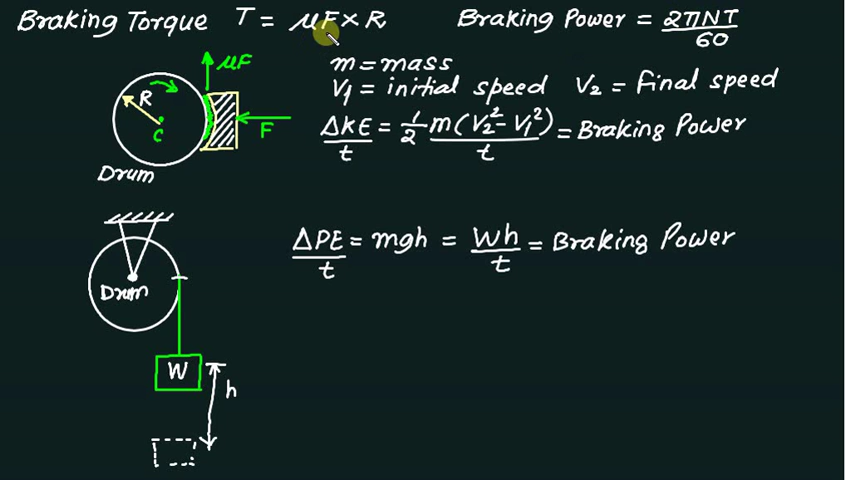 Braking Torque T = μF × R Braking Power = 2πNT/60
μF
m = mass
V1 = initial speed V2 = Final speed
R
C
F
ΔKE/t = 1/2 m(V2² - V1²)/t = Braking Power
Drum
ΔPE/t = mgh = Wh/t = Braking Power
Drum
W
h